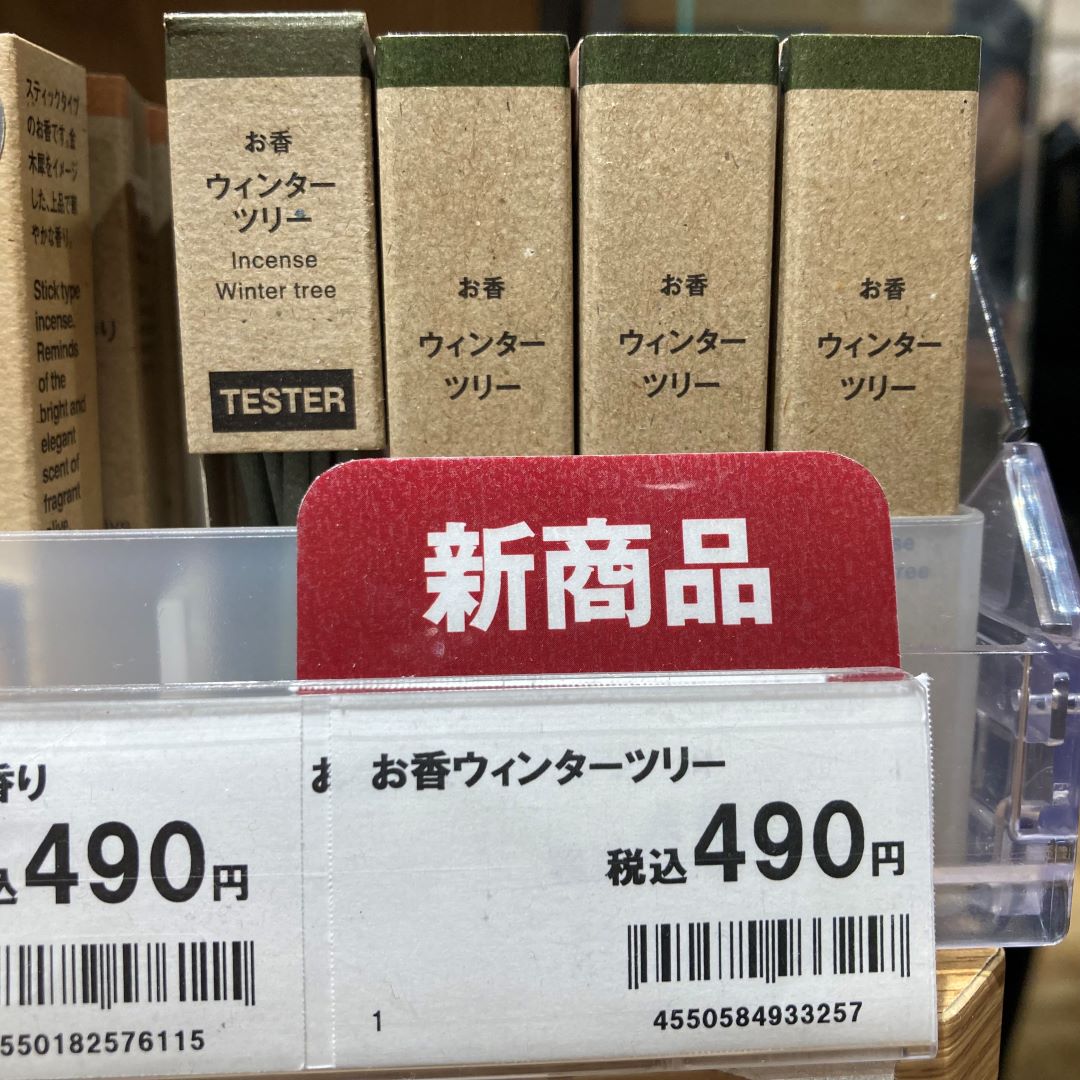 スティックタイプ
のお香です。金
木犀をイメージ
した、上品で華
やかな香り。
Stick type
incense.
Reminds
of the
bright and
elegant
scent of
fragrant
olive.
お香
ウィンター
ツリー
Incense
Winter tree
TESTER
お香
ウィンター
ツリー
お香
ウィンター
ツリー
お香
ウィンター
ツリー
新商品
香り
込490円
550182576115
お
お香ウィンターツリー
税込490円
1
4550584933257